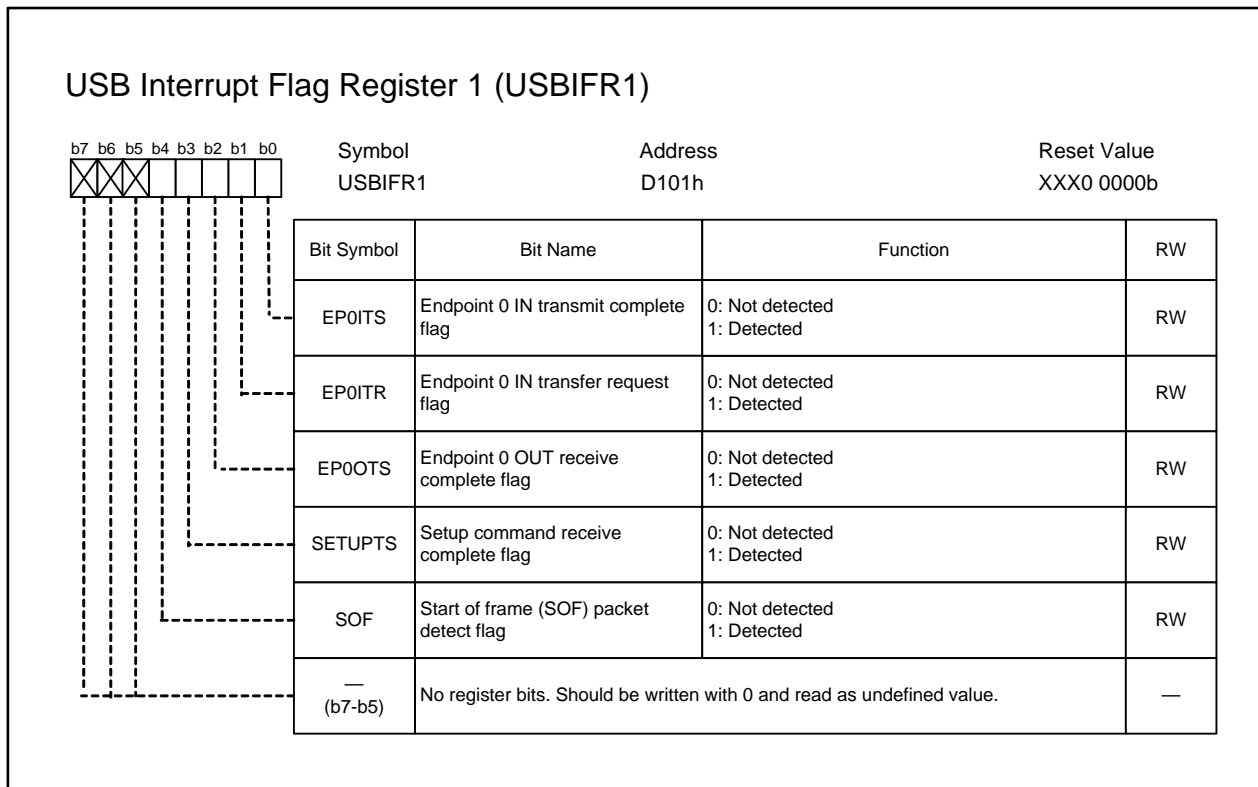 USB Interrupt Flag Register 1 (USBIFR1)
b7 b6 b5 b4 b3 b2 b1 b0
Symbol Address Reset Value
USBIFR1 D101h XXX0 0000b
Bit Symbol Bit Name Function RW
EP0ITS Endpoint 0 IN transmit complete flag 0: Not detected 1: Detected RW
EP0ITR Endpoint 0 IN transfer request flag 0: Not detected 1: Detected RW
EP0OTS Endpoint 0 OUT receive complete flag 0: Not detected 1: Detected RW
SETUPTS Setup command receive complete flag 0: Not detected 1: Detected RW
SOF Start of frame (SOF) packet detect flag 0: Not detected 1: Detected RW
— (b7-b5) No register bits. Should be written with 0 and read as undefined value. —